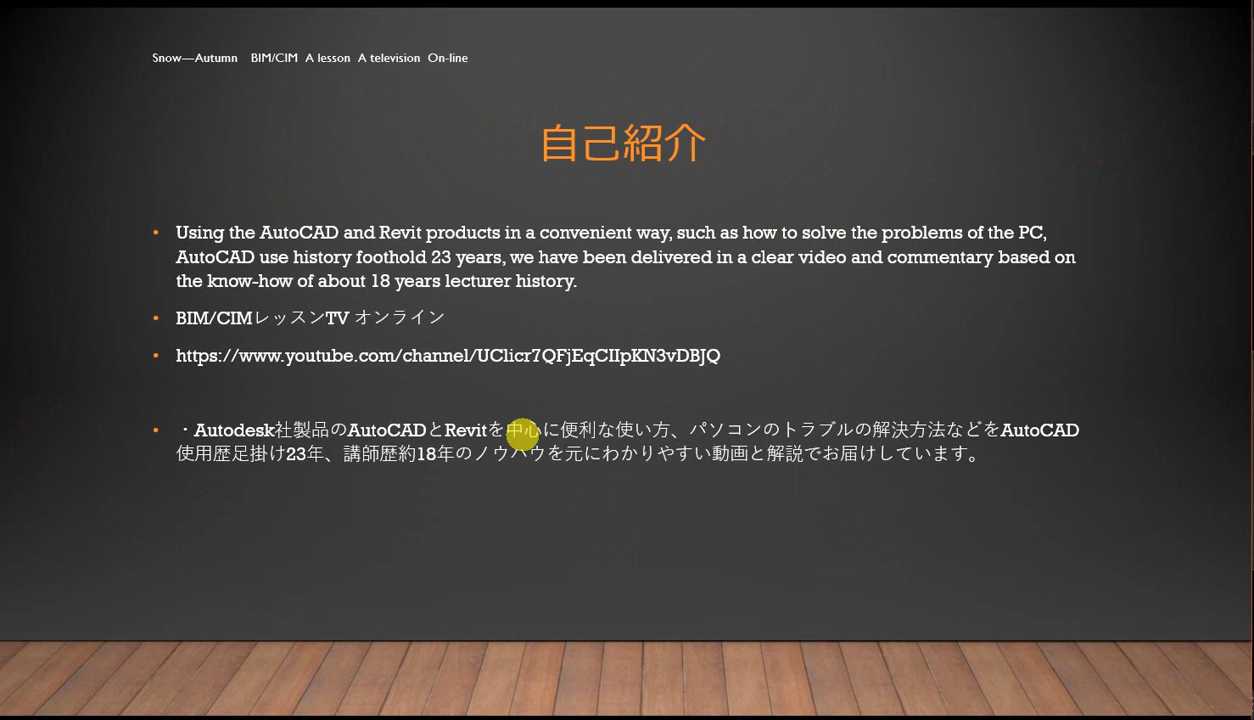 Snow—Autumn BIM/CIM A lesson A television On-line
自己紹介
• Using the AutoCAD and Revit products in a convenient way, such as how to solve the problems of the PC,
AutoCAD use history foothold 23 years, we have been delivered in a clear video and commentary based on
the know-how of about 18 years lecturer history.
• BIM/CIMレッスンTV オンライン
• https://www.youtube.com/channel/UClicr7QFjEqCIIpKN3vDBJQ
• ・Autodesk社製品のAutoCADとRevitを中心に便利な使い方、パソコンのトラブルの解決方法などをAutoCAD
使用歴足掛け23年、講師歴約18年のノウハウを元にわかりやすい動画と解説でお届けしています。